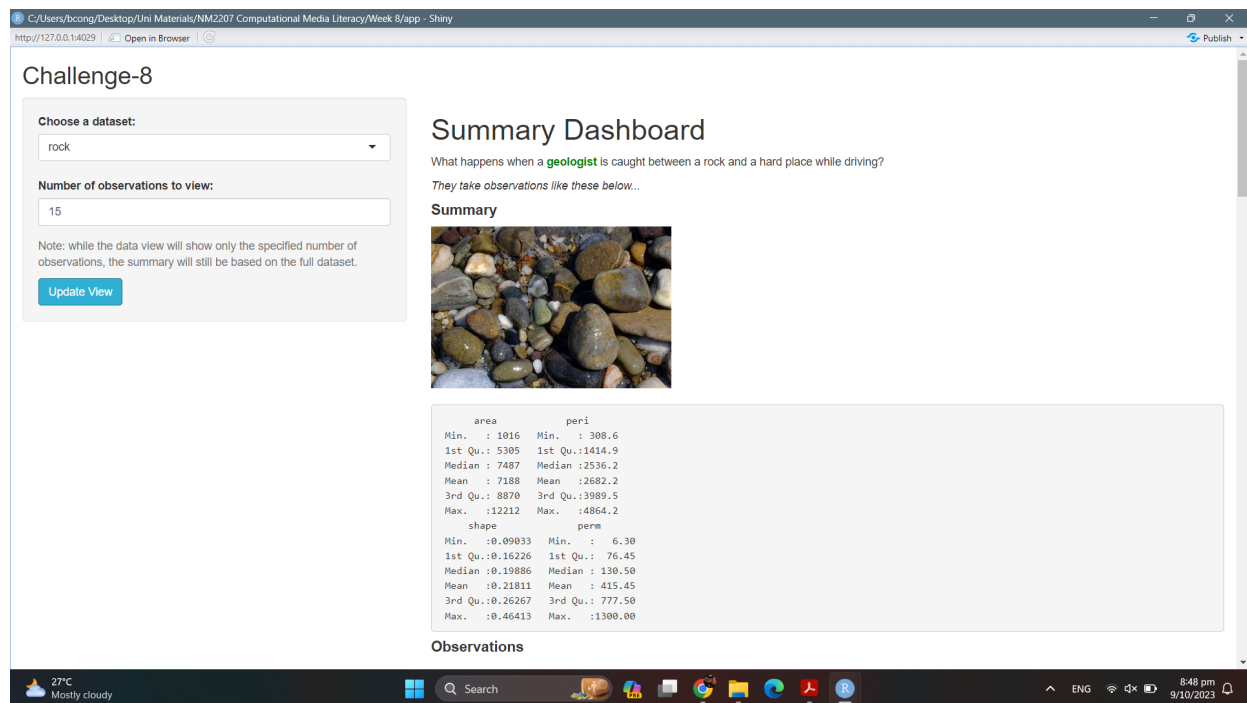 C:/Users/bcong/Desktop/Uni Materials/NM2207 Computational Media Literacy/Week 8/app - Shiny
http://127.0.0.1:4029 Open in Browser Publish
Challenge-8
Choose a dataset:
rock
Number of observations to view:
15
Note: while the data view will show only the specified number of
observations, the summary will still be based on the full dataset.
Update View
Summary Dashboard
What happens when a geologist is caught between a rock and a hard place while driving?
They take observations like these below...
Summary
area peri
Min. : 1016 Min. : 308.6
1st Qu.: 5305 1st Qu.:1414.9
Median : 7487 Median :2536.2
Mean : 7188 Mean :2682.2
3rd Qu.: 8870 3rd Qu.:3989.5
Max. :12212 Max. :4864.2
shape perm
Min. :0.09033 Min. : 6.30
1st Qu.:0.16226 1st Qu.: 76.45
Median :0.19886 Median : 130.50
Mean :0.21811 Mean : 415.45
3rd Qu.:0.26267 3rd Qu.: 777.50
Max. :0.46413 Max. :1300.00
Observations
27°C
Mostly cloudy
Search
PRE
R
ENG
8:48 pm
9/10/2023